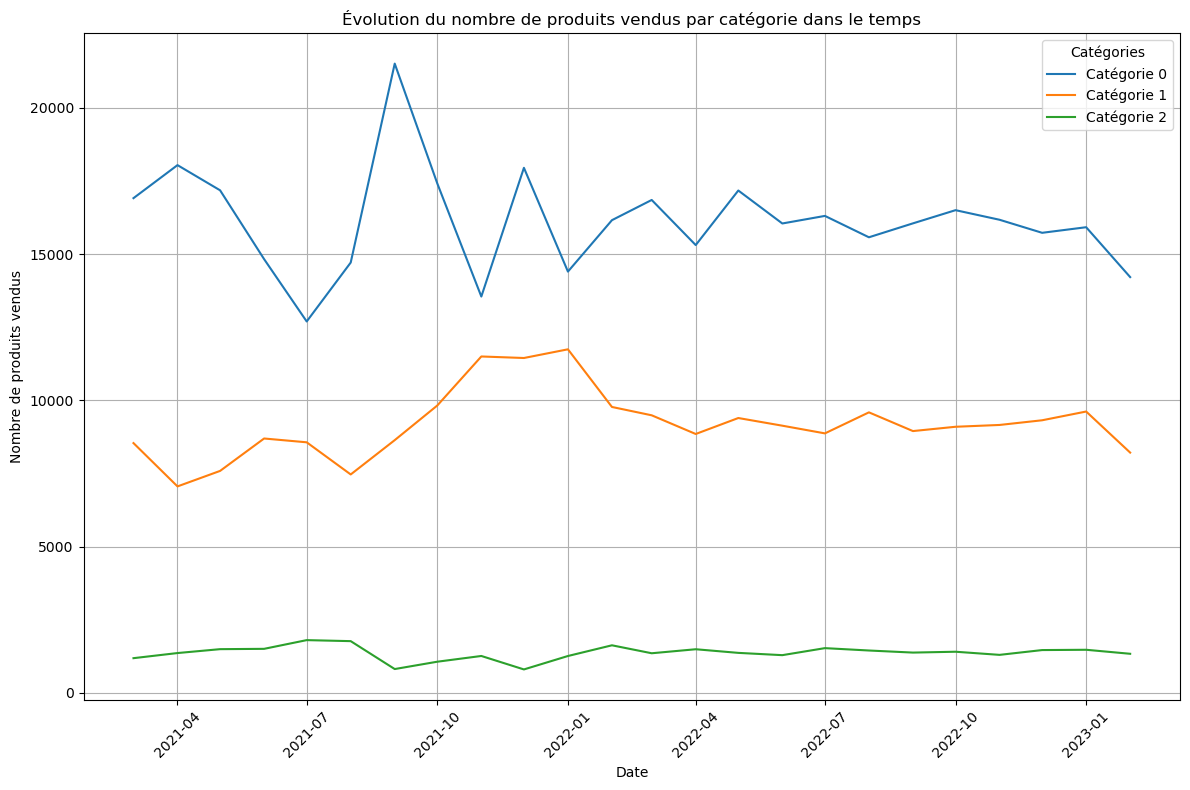 Évolution du nombre de produits vendus par catégorie dans le temps
Catégories
Catégorie 0
Catégorie 1
Catégorie 2
Nombre de produits vendus
20000
15000
10000
5000
0
2021-04
2021-07
2021-10
2022-01
2022-04
2022-07
2022-10
2023-01
Date